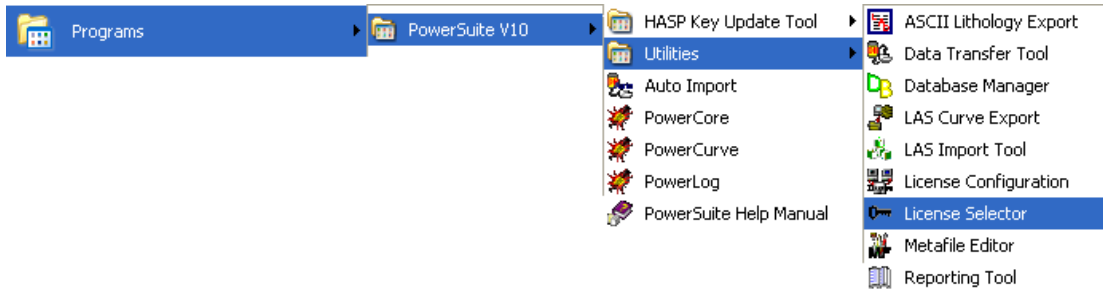 Programs
PowerSuite V10
HASP Key Update Tool
Utilities
Auto Import
PowerCore
PowerCurve
PowerLog
PowerSuite Help Manual
ASCII Lithology Export
Data Transfer Tool
Database Manager
LAS Curve Export
LAS Import Tool
License Configuration
License Selector
Metafile Editor
Reporting Tool